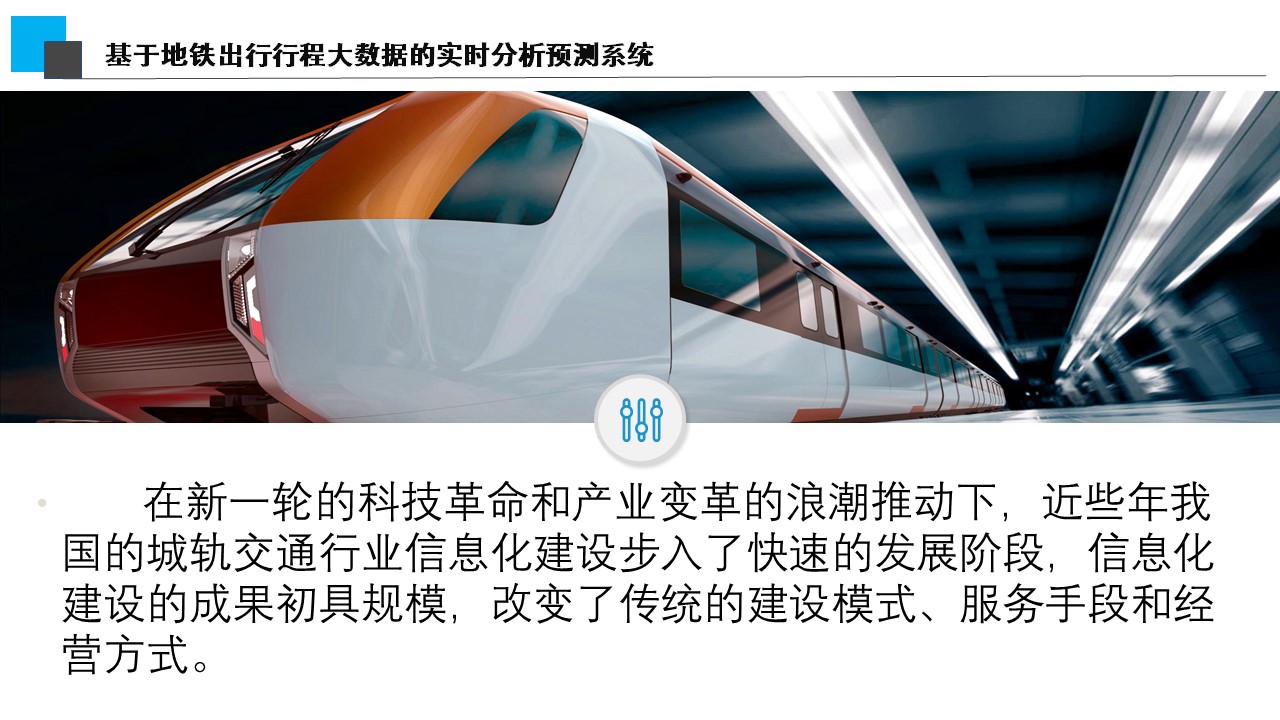 基于地铁出行行程大数据的实时分析预测系统
在新一轮的科技革命和产业变革的浪潮推动下，近些年我
国的城轨交通行业信息化建设步入了快速的发展阶段，信息化
建设的成果初具规模，改变了传统的建设模式、服务手段和经
营方式。